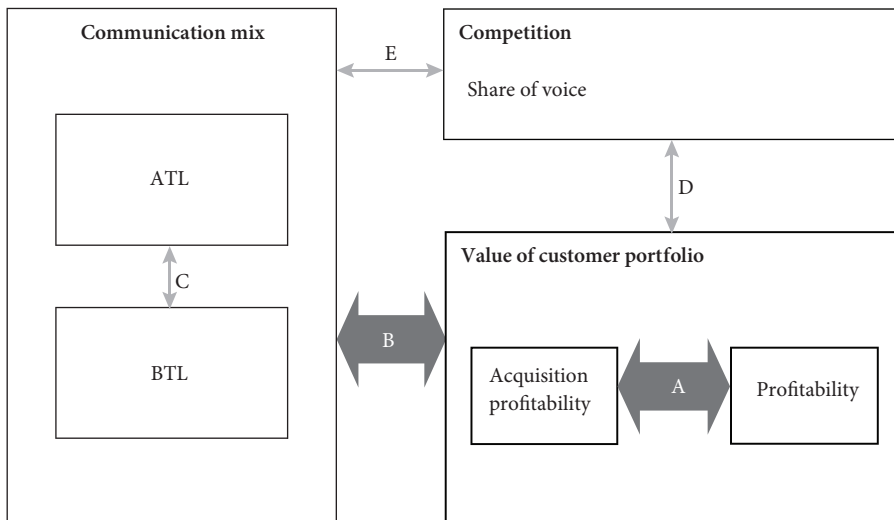 Communication mix
ATL
C
BTL
E
B
Competition
Share of voice
D
Value of customer portfolio
Acquisition
profitability
A
Profitability